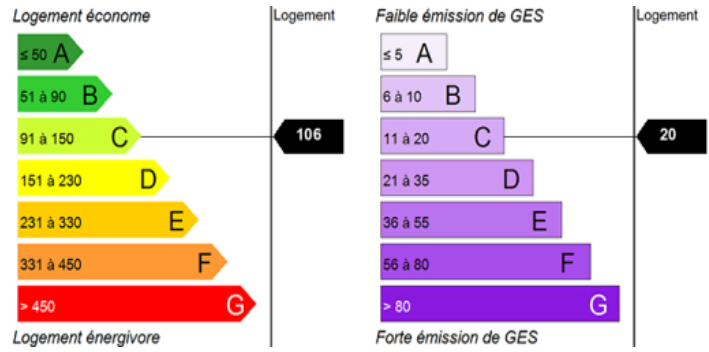 Logement économe
Logement
≤ 50 A
51 à 90 B
91 à 150 C
106
151 à 230 D
231 à 330 E
331 à 450 F
> 450 G
Logement énergivore
Faible émission de GES
Logement
≤ 5 A
6 à 10 B
11 à 20 C
20
21 à 35 D
36 à 55 E
56 à 80 F
> 80 G
Forte émission de GES